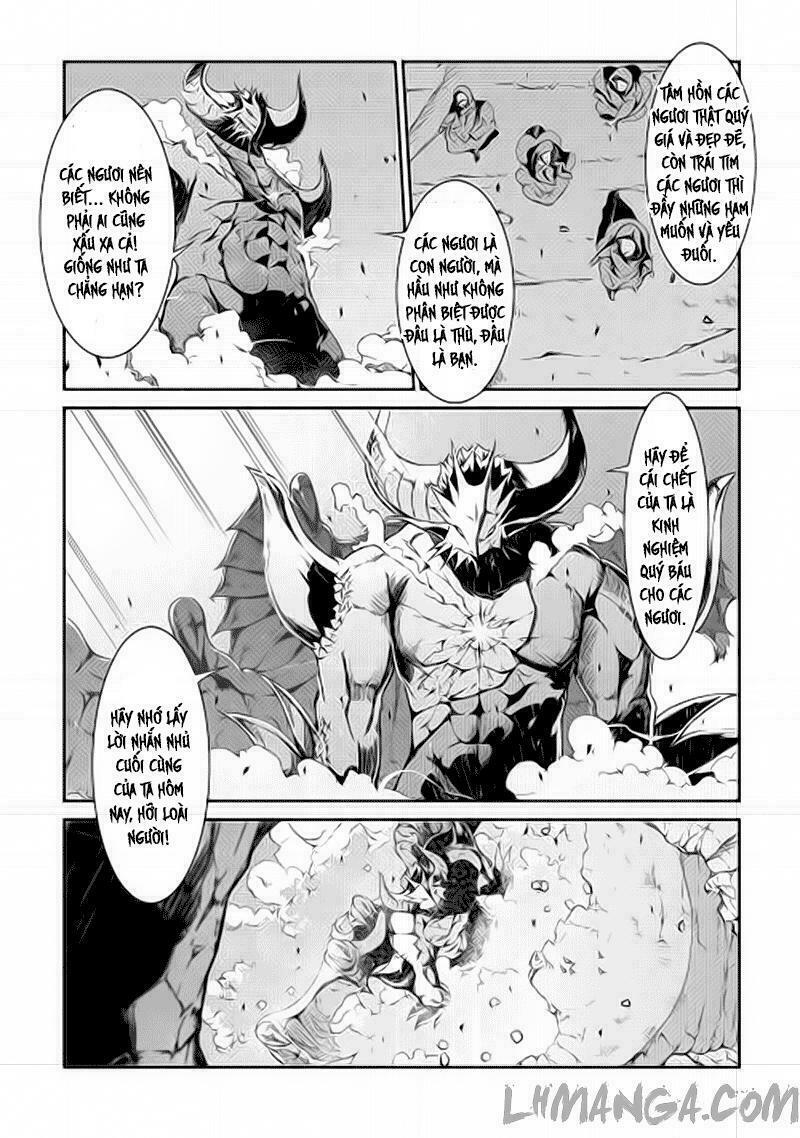 TÂM HỒN CÁC
NGƯƠI THẬT QUÝ
GIÁ VÀ ĐẸP ĐẼ,
CÒN TRÁI TIM
CÁC NGƯƠI THÌ
ĐẦY NHỮNG HAM
MUỐN VÀ YẾU
ĐUỐI.
CÁC NGƯƠI LÀ
CON NGƯỜI, MÀ
HẦU NHƯ KHÔNG
PHÂN BIỆT ĐƯỢC
ĐÂU LÀ THÙ, ĐÂU
LÀ BẠN.
CÁC NGƯƠI NÊN
BIẾT... KHÔNG
PHẢI AI CŨNG
XẤU XA CẢ!
GIỐNG NHƯ TA
CHẲNG HẠN?
HÃY ĐỂ
CÁI CHẾT
CỦA TA LÀ
KINH
NGHIỆM
QUÝ BÁU
CHO CÁC
NGƯƠI.
HÃY NHỚ LẤY
LỜI NHẮN NHỦ
CUỐI CÙNG
CỦA TA HÔM
NAY, HỠI LOÀI
NGƯỜI!
LHMANGA.COM